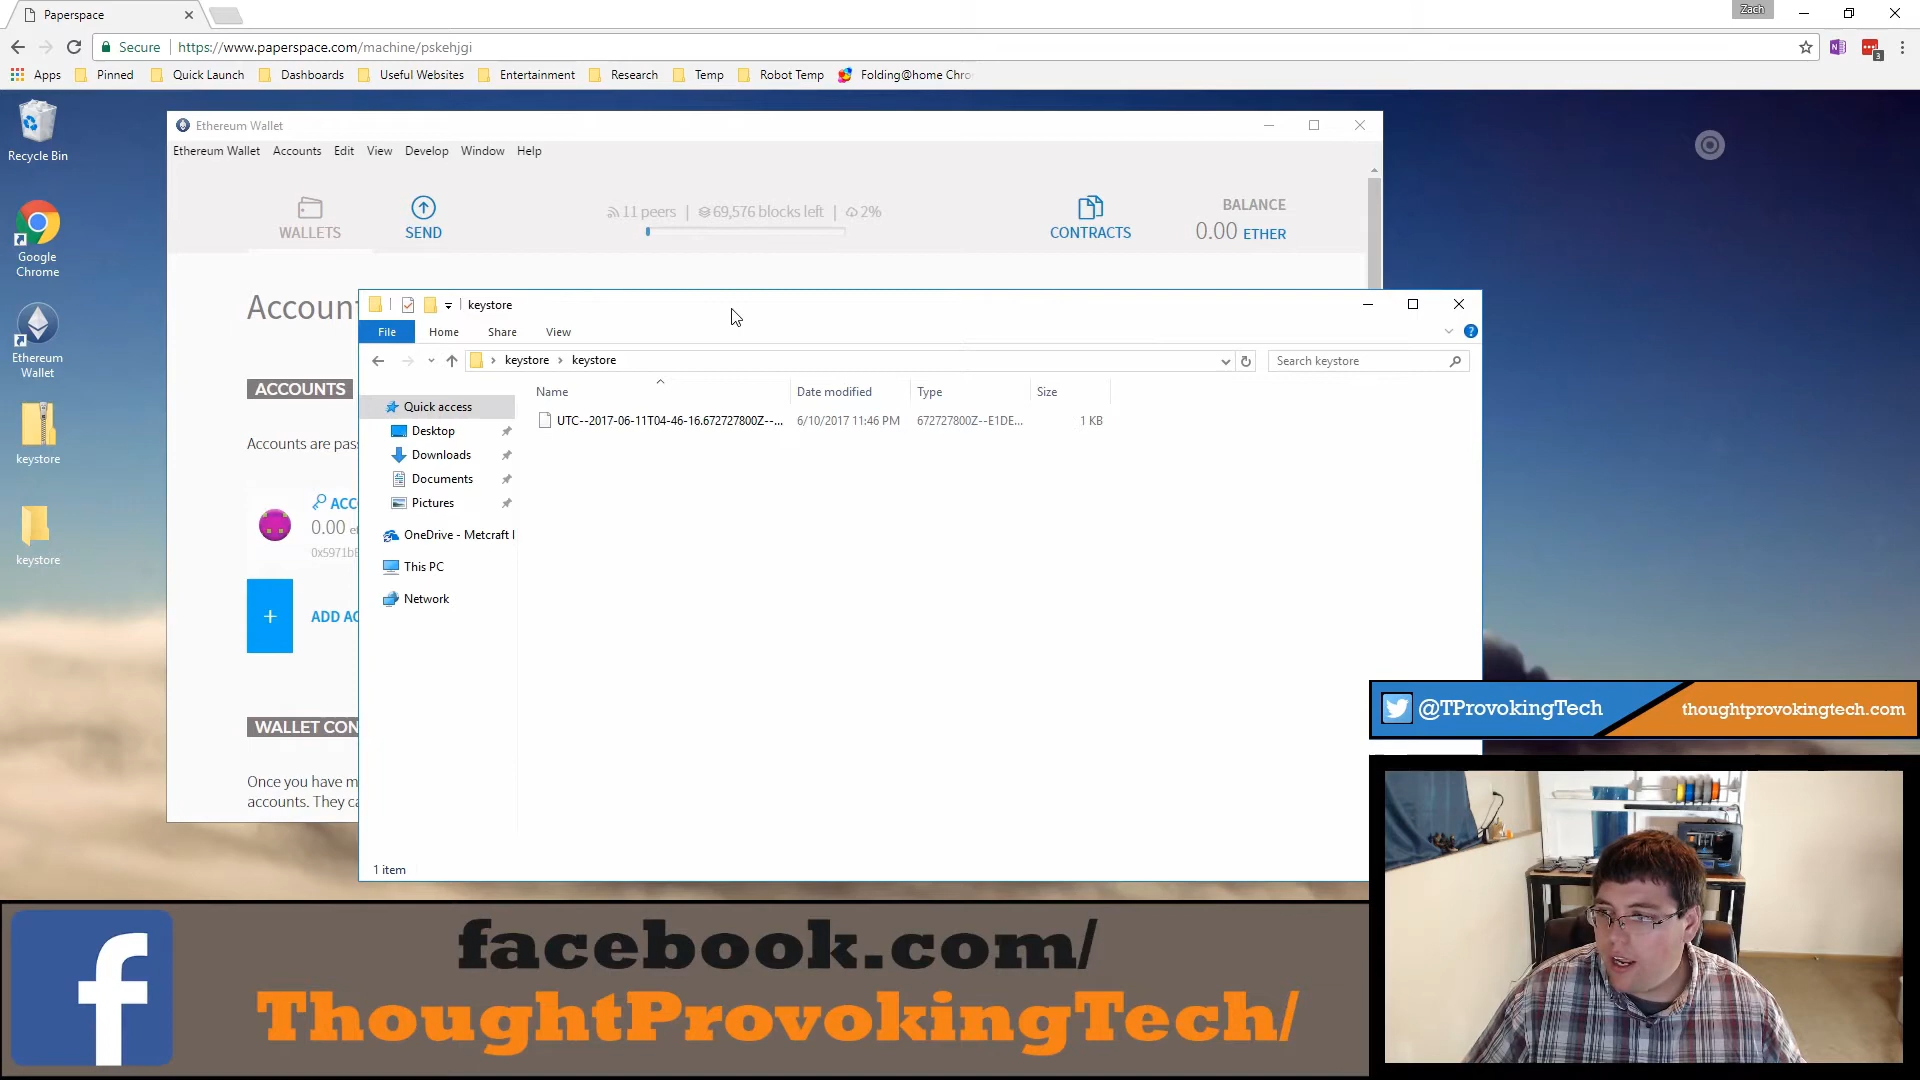 Paperspace
Zach
Secure https://www.paperspace.com/machine/pskehjgi
3
Apps Pinned Quick Launch Dashboards Useful Websites Entertainment Research Temp Robot Temp Folding@home Chro
Recycle Bin
Google
Chrome
Ethereum
Wallet
keystore
keystore
Ethereum Wallet
Ethereum Wallet Accounts Edit View Develop Window Help
WALLETS
SEND
11 peers | 69,576 blocks left | 2%
CONTRACTS
BALANCE
0.00 ETHER
Accoun
ACCOUNTS
Accounts are pas
ACC
0.00
0x5971b
ADD AC
WALLET CON
Once you have m
accounts. They ca
keystore
File Home Share View
keystore keystore
Search keystore
Name Date modified Type Size
UTC--2017-06-11T04-46-16.672727800Z--... 6/10/2017 11:46 PM 672727800Z--E1DE... 1 KB
Quick access
Desktop
Downloads
Documents
Pictures
OneDrive - Metcraft
This PC
Network
1 item
@TProvokingTech thoughtprovokingtech.com
f
facebook.com/
ThoughtProvokingTech/